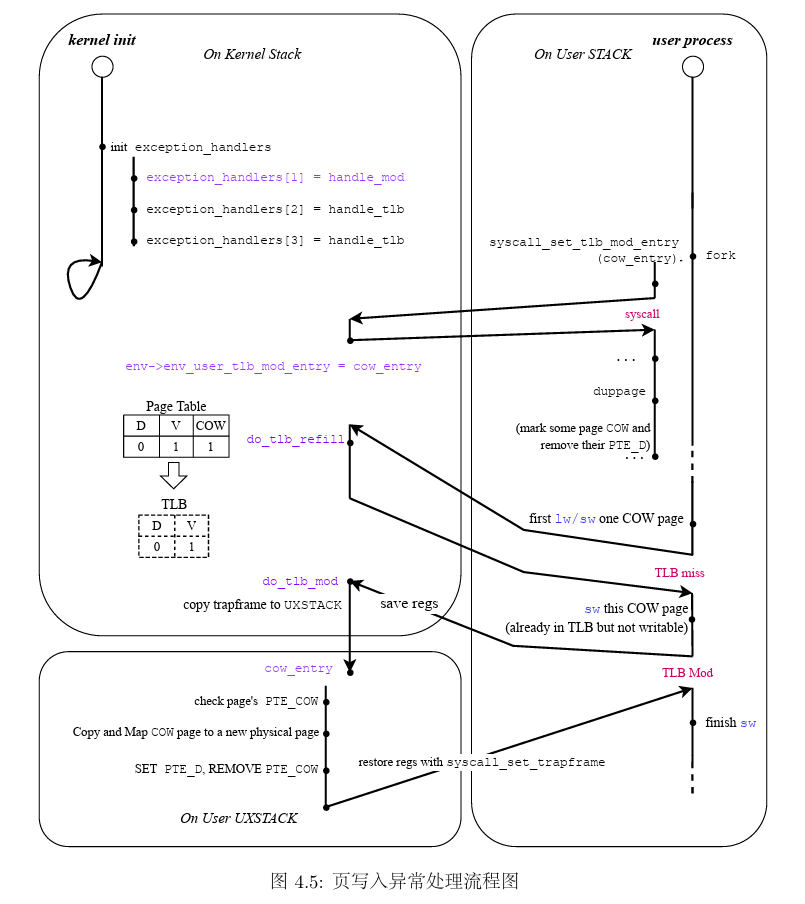 kernel init
On Kernel Stack
init exception_handlers
exception_handlers[1] = handle_mod
exception_handlers[2] = handle_tlb
exception_handlers[3] = handle_tlb
user process
On User STACK
syscall_set_tlb_mod_entry
(cow_entry).
fork
syscall
env->env_user_tlb_mod_entry = cow_entry
...
duppage
(mark some page COW and
remove their PTE_D)
...
Page Table
D V COW
0 1 1
TLB
D V
0 1
do_tlb_refill
first lw/sw one COW page
TLB miss
do_tlb_mod
copy trapframe to UXSTACK
save regs
sw this COW page
(already in TLB but not writable)
TLB Mod
cow_entry
check page's PTE_COW
Copy and Map COW page to a new physical page
SET PTE_D, REMOVE PTE_COW
On User UXSTACK
restore regs with syscall_set_trapframe
finish sw
图 4.5: 页写入异常处理流程图